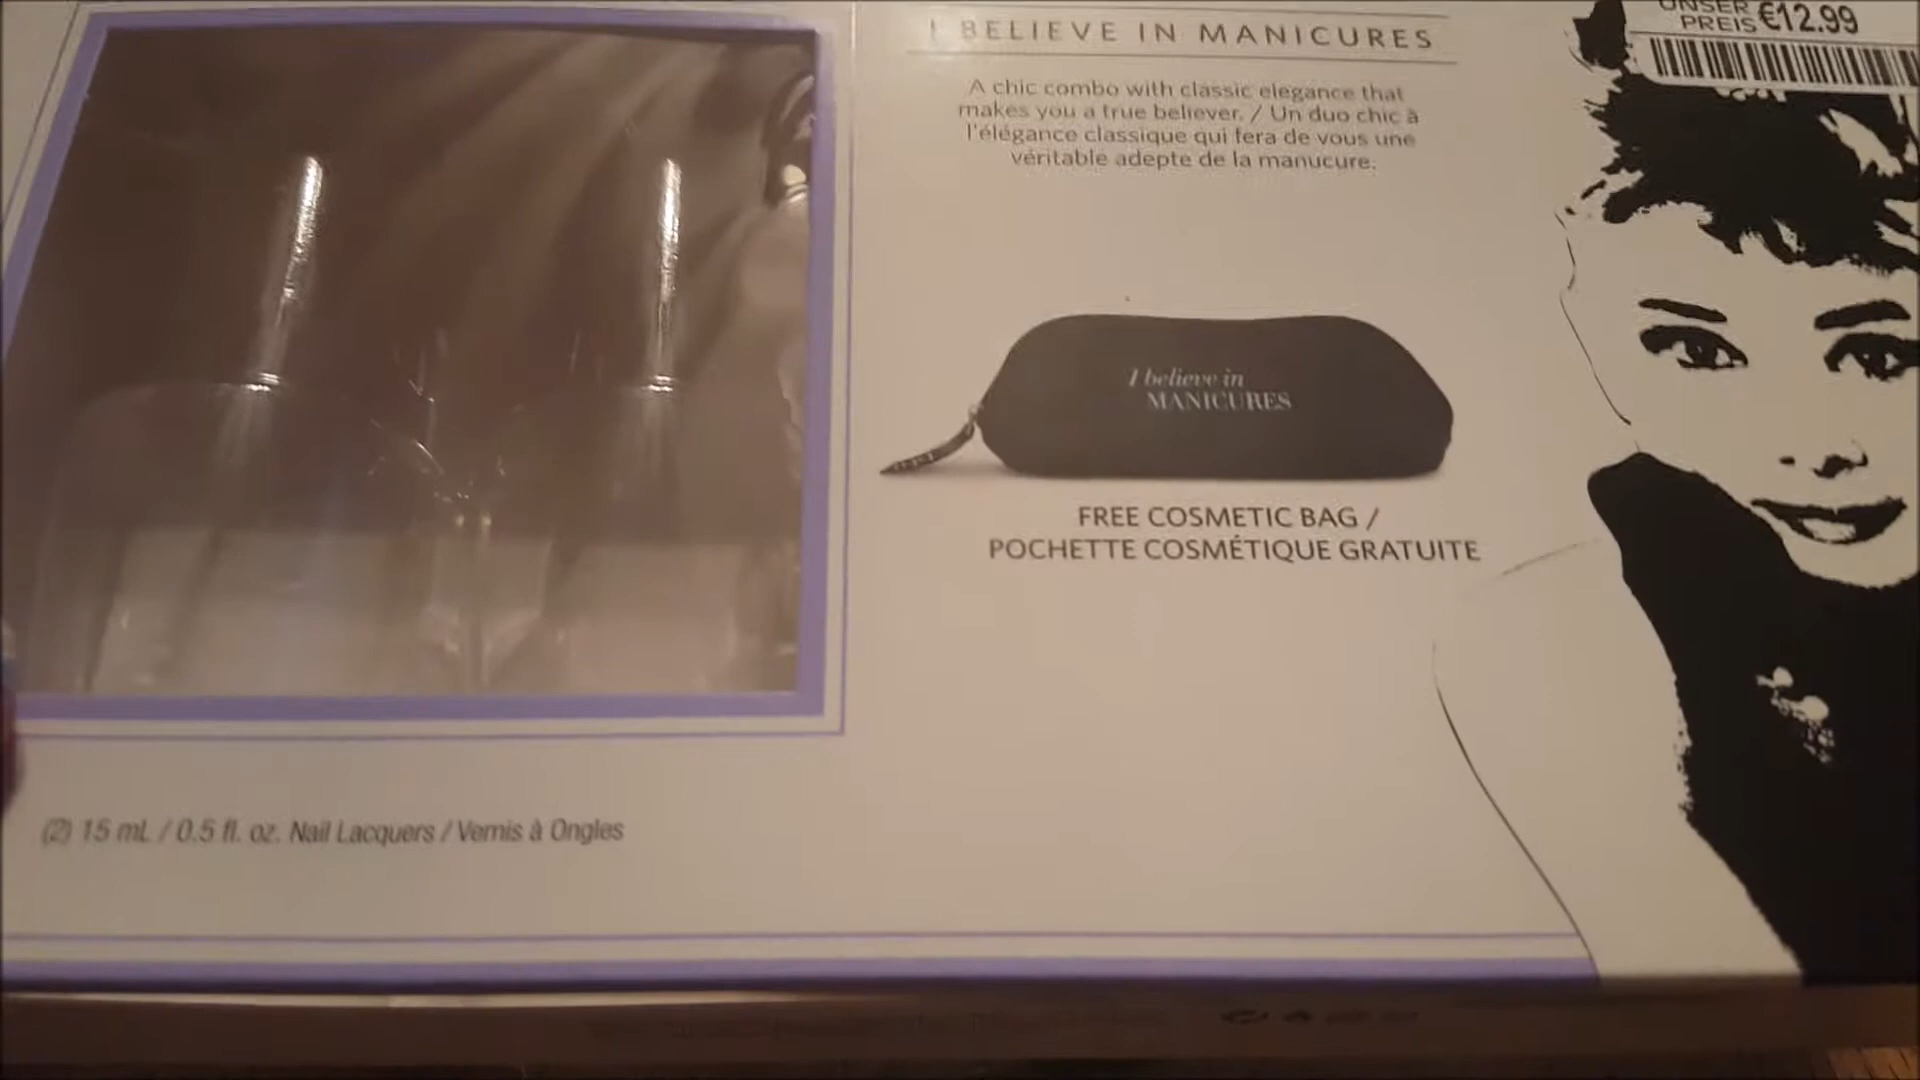 I BELIEVE IN MANICURES
A chic combo with classic elegance that
makes you a true believer. / Un duo chic à
l'élégance classique qui fera de vous une
véritable adepte de la manucure.
I believe in
MANICURES
FREE COSMETIC BAG /
POCHETTE COSMÉTIQUE GRATUITE
(2) 15 mL / 0.5 fl. oz. Nail Lacquers / Vernis à Ongles
UNSER
PREIS €12.99